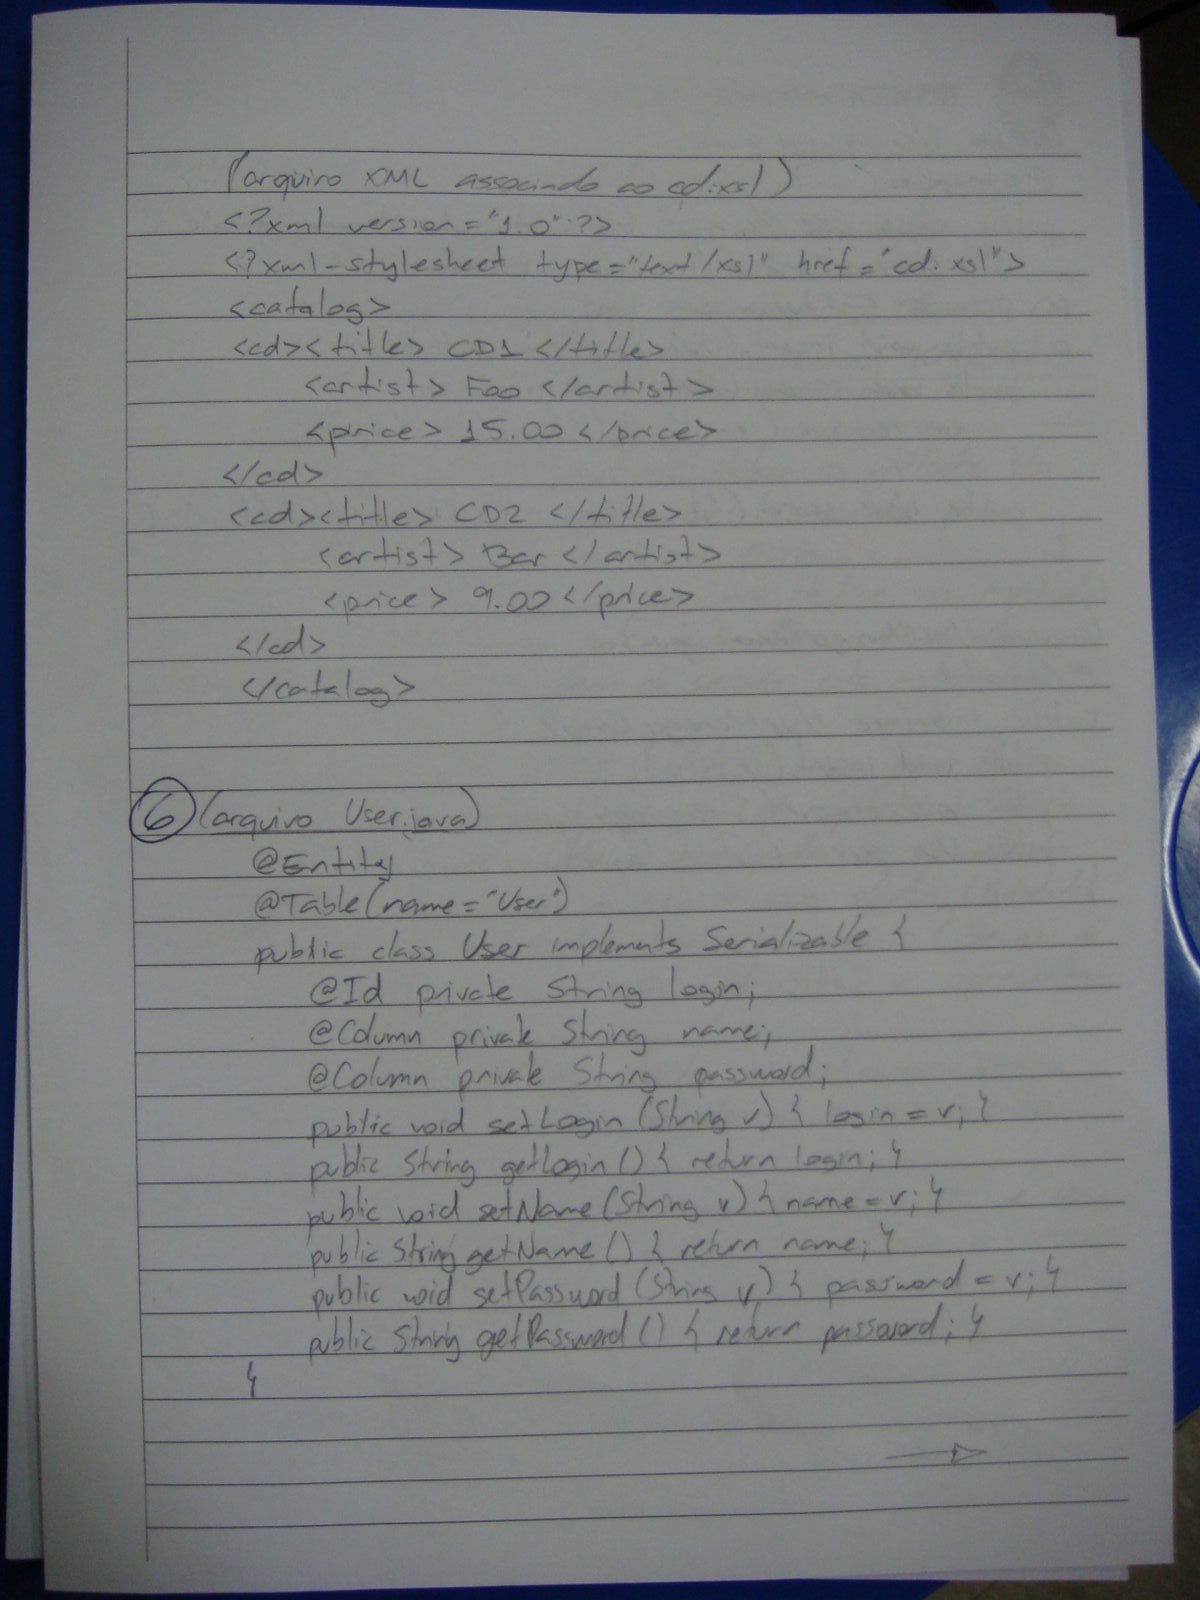 (arquivo XML associado ao cd.xsl)
<?xml version="1.0"?>
<?xml-stylesheet type="text/xsl" href="cd.xsl">
<catalog>
<cd><title> CD1 </title>
<artist> Foo </artist>
<price> 15.00 </price>
</cd>
<cd><title> CD2 </title>
<artist> Bar </artist>
<price> 9.00 </price>
</cd>
</catalog>
6 (arquivo User.java)
@Entity
@Table(name="User")
public class User implements Serializable {
@Id private String login;
@Column private String name;
@Column private String password;
public void setLogin (String v) { login = v; }
public String getLogin () { return login; }
public void setName (String v) { name = v; }
public String getName () { return name; }
public void setPassword (String v) { password = v; }
public String getPassword () { return password; }
}